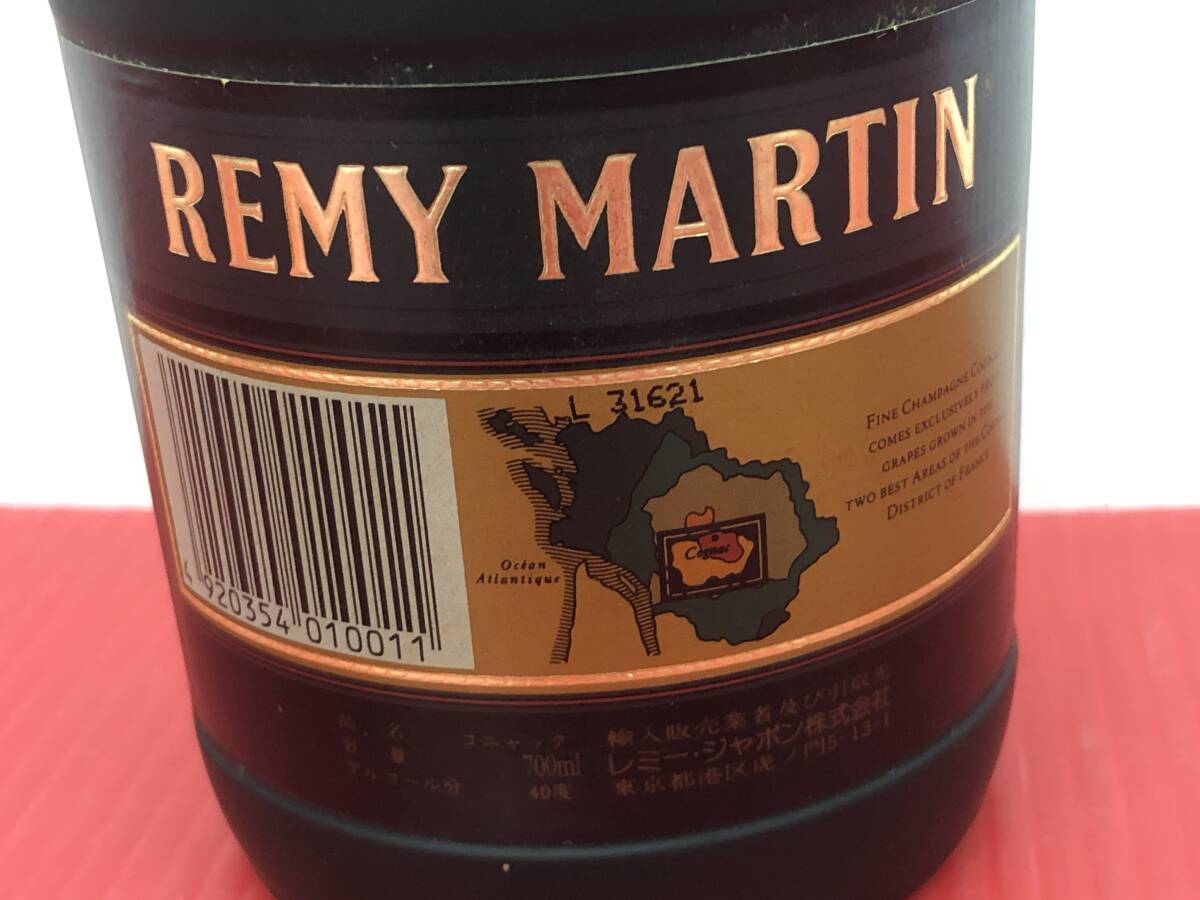 REMY MARTIN®
L 31621
FINE CHAMPAGNE COGNAC
COMES EXCLUSIVELY FROM
GRAPES GROWN IN THE
TWO BEST AREAS OF THE COGNAC
DISTRICT OF FRANCE
Océan
Atlantique
Cognac
4 920354 010011
品名 コニャック
容量 700ml
アルコール分 40度
輸入販売業者及び引取先
レミー・ジャポン株式会社
東京都港区虎ノ門5-13-1